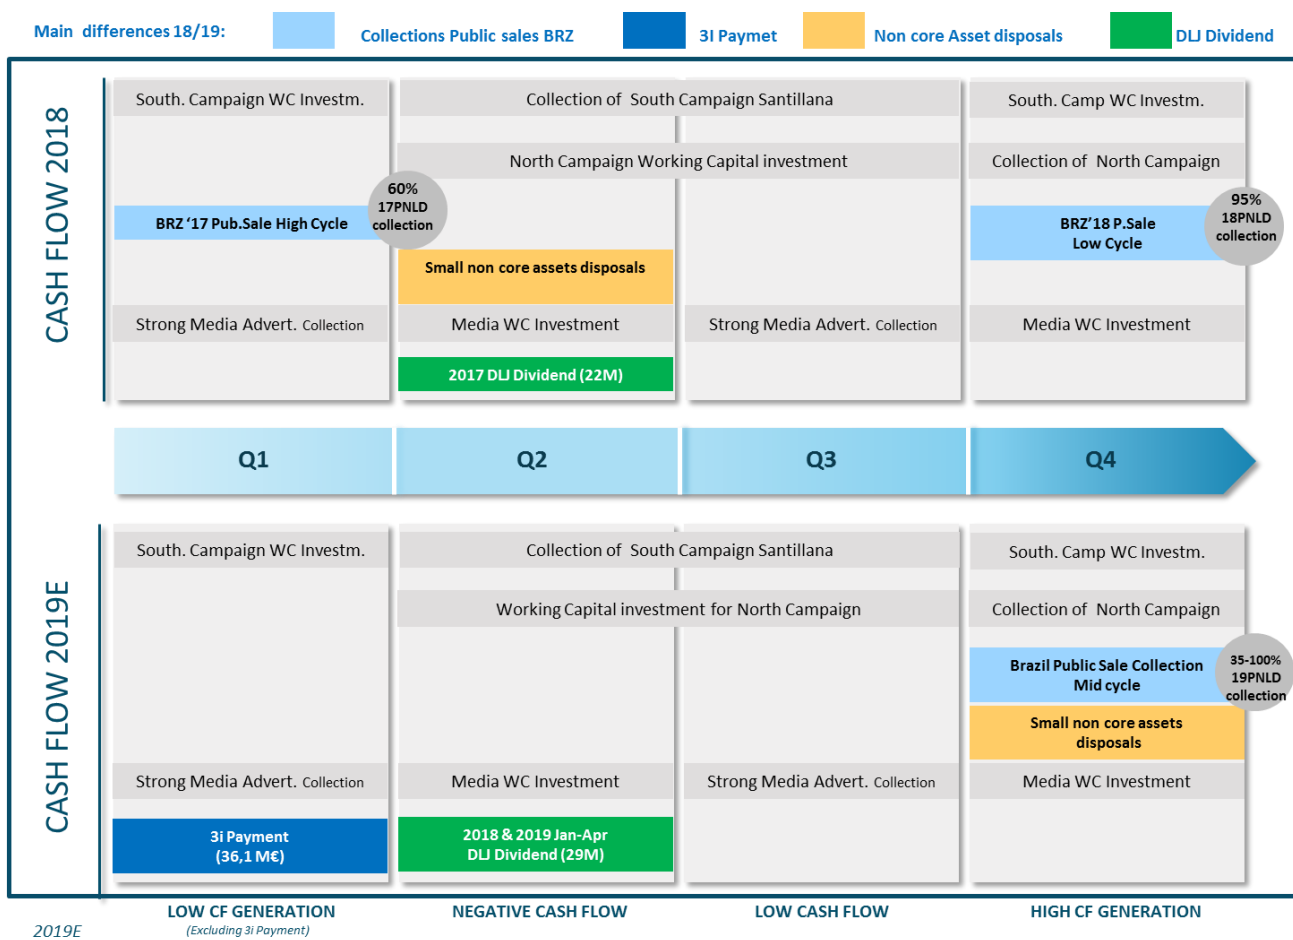 Main differences 18/19:
Collections Public sales BRZ
3I Paymet
Non core Asset disposals
DLJ Dividend
CASH FLOW 2018
South. Campaign WC Investm.
Collection of South Campaign Santillana
South. Camp WC Investm.
North Campaign Working Capital investment
Collection of North Campaign
60%
17PNLD
collection
BRZ ‘17 Pub.Sale High Cycle
BRZ’18 P.Sale
Low Cycle
95%
18PNLD
collection
Small non core assets disposals
Strong Media Advert. Collection
Media WC Investment
Strong Media Advert. Collection
Media WC Investment
2017 DLJ Dividend (22M)
Q1
Q2
Q3
Q4
CASH FLOW 2019E
South. Campaign WC Investm.
Collection of South Campaign Santillana
South. Camp WC Investm.
Working Capital investment for North Campaign
Collection of North Campaign
Brazil Public Sale Collection
Mid cycle
35-100%
19PNLD
collection
Small non core assets
disposals
Strong Media Advert. Collection
Media WC Investment
Strong Media Advert. Collection
Media WC Investment
3i Payment
(36,1 M€)
2018 & 2019 Jan-Apr
DLJ Dividend (29M)
LOW CF GENERATION
(Excluding 3i Payment)
NEGATIVE CASH FLOW
LOW CASH FLOW
HIGH CF GENERATION
2019E